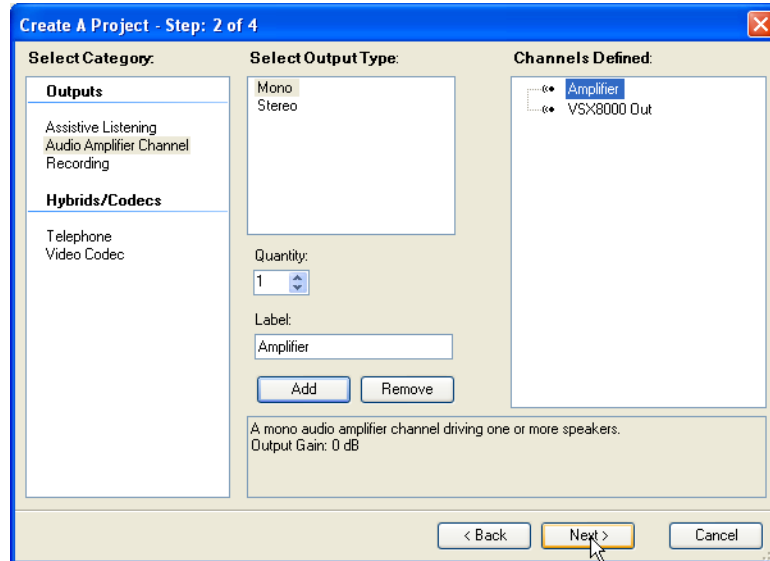 Create A Project - Step: 2 of 4
Select Category:
Outputs
Assistive Listening
Audio Amplifier Channel
Recording
Hybrids/Codecs
Telephone
Video Codec
Select Output Type:
Mono
Stereo
Quantity:
1
Label:
Amplifier
Add
Remove
Channels Defined:
Amplifier
VSX8000 Out
A mono audio amplifier channel driving one or more speakers.
Output Gain: 0 dB
< Back
Next >
Cancel